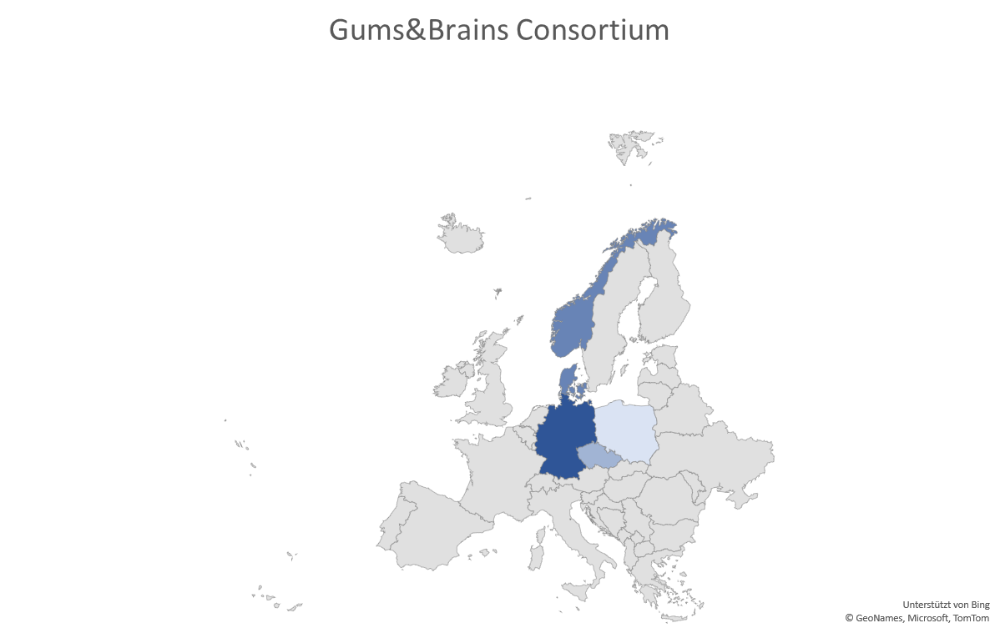 Gums&Brains Consortium
Unterstützt von Bing
© GeoNames, Microsoft, TomTom